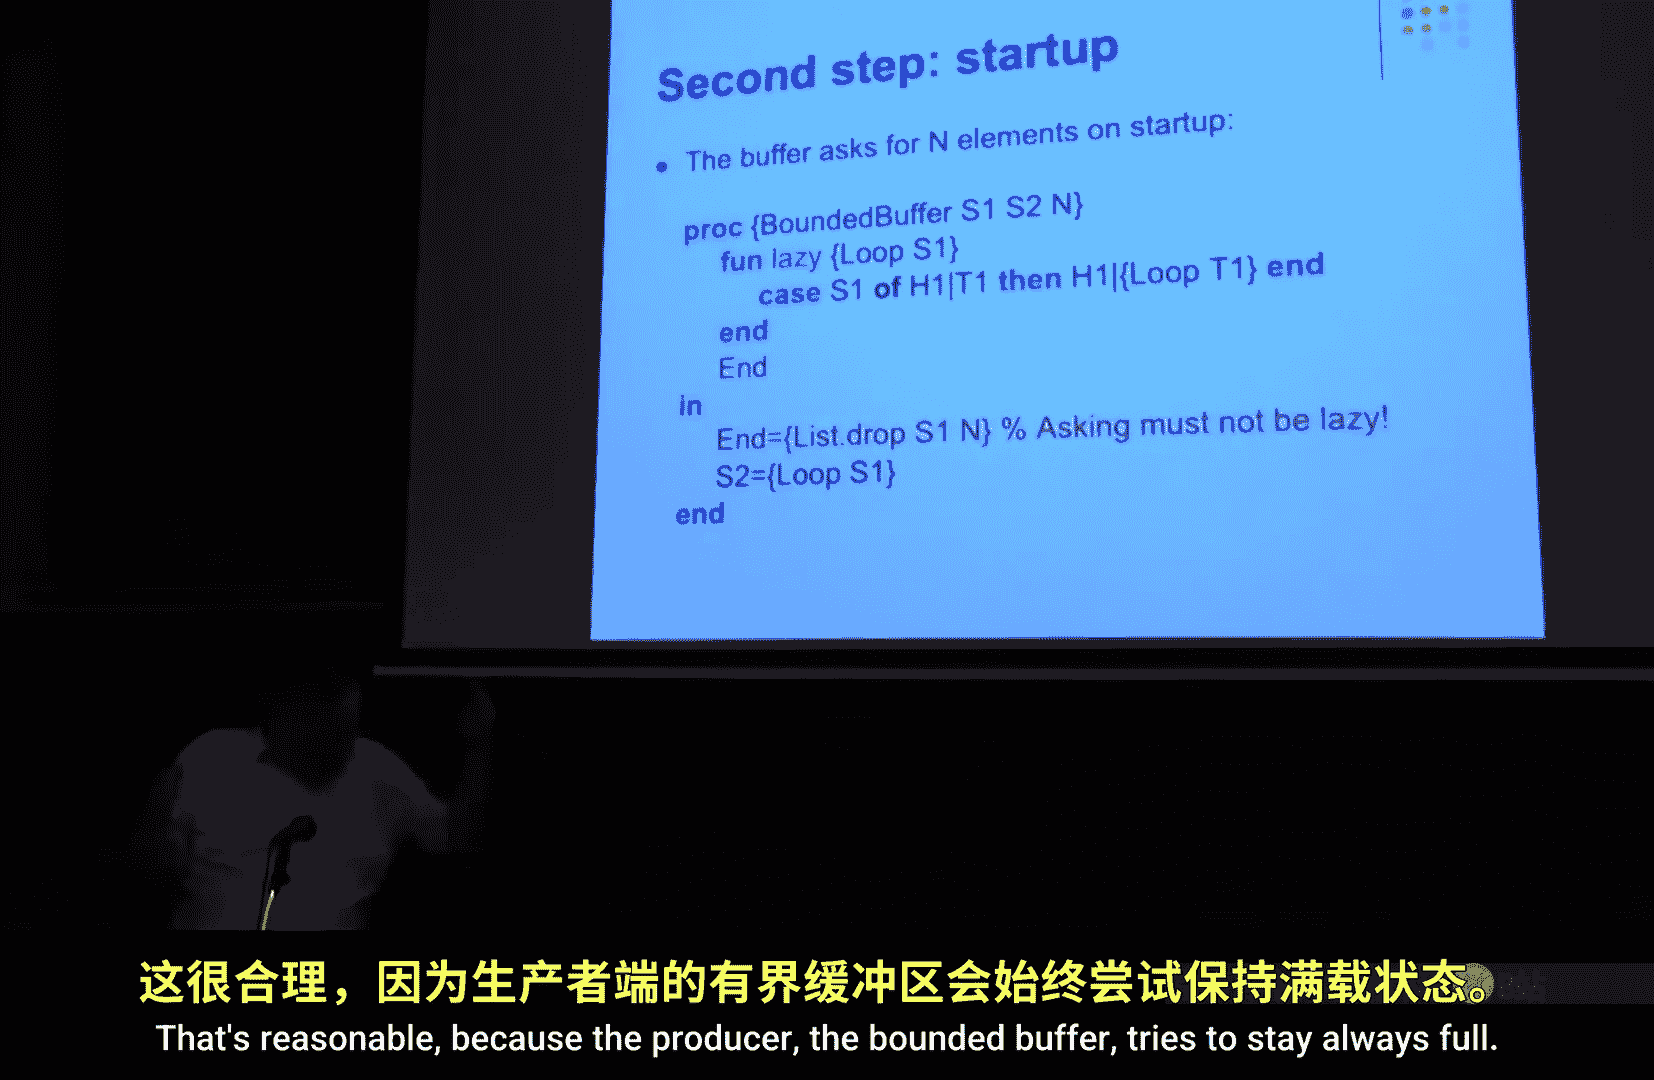 Second step: startup
• The buffer asks for N elements on startup:
proc {BoundedBuffer S1 S2 N}
fun lazy {Loop S1}
case S1 of H1|T1 then H1|{Loop T1} end
end
End
in
End={List.drop S1 N} % Asking must not be lazy!
S2={Loop S1}
end
这很合理，因为生产者端的有界缓冲区会始终尝试保持满载状态。
That's reasonable, because the producer, the bounded buffer, tries to stay always full.